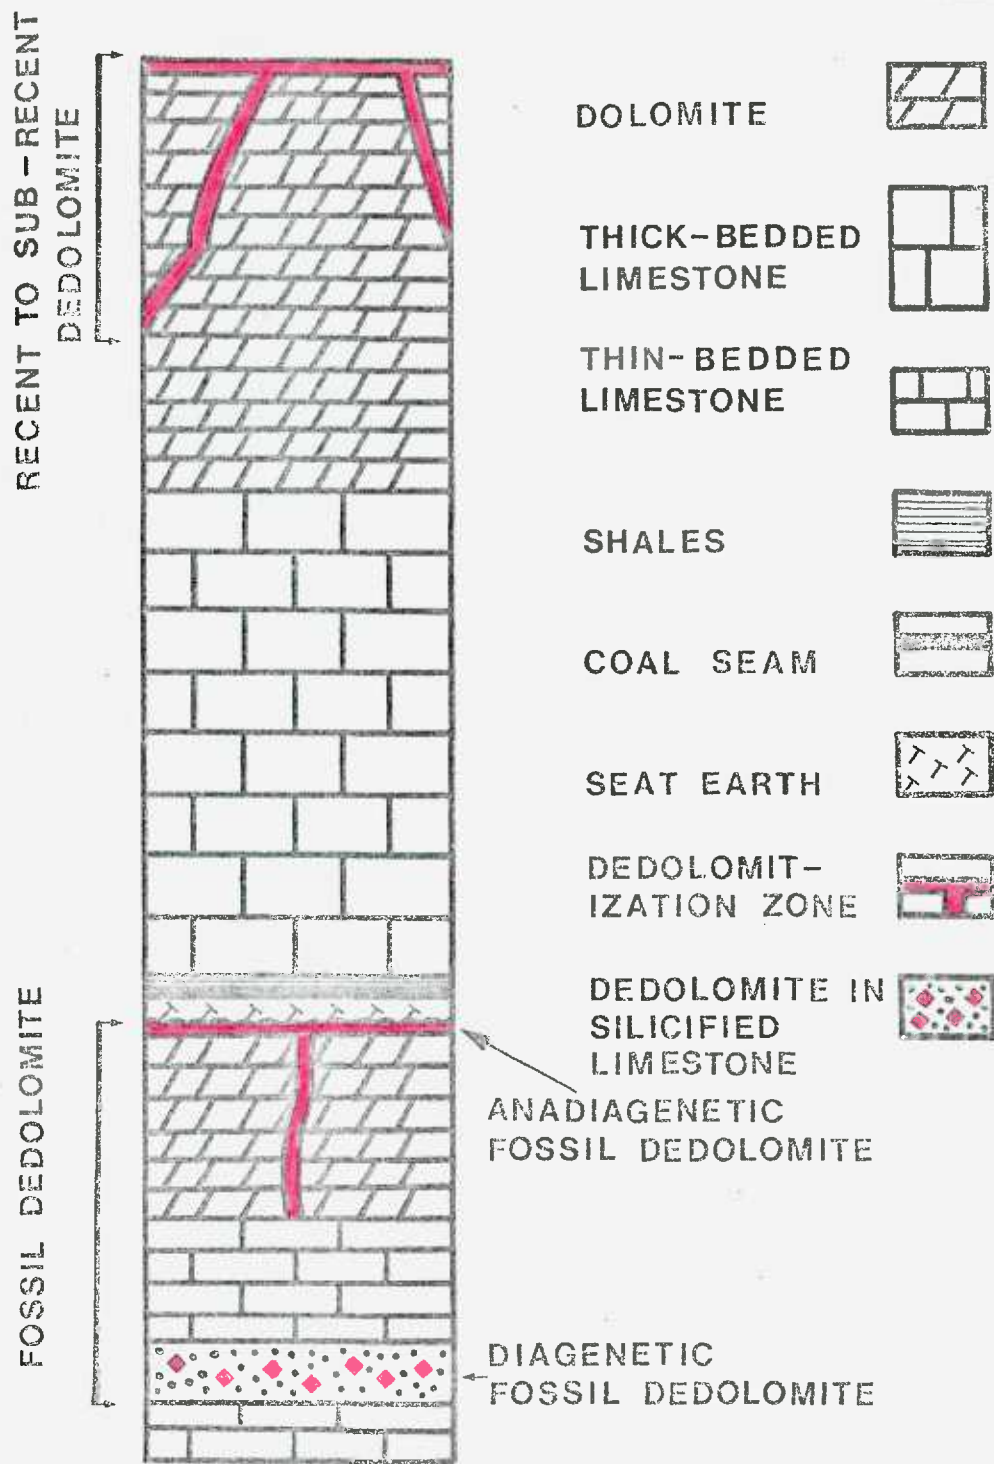 RECENT TO SUB-RECENT
DEDOLOMITE
FOSSIL DEDOLOMITE
DOLOMITE
THICK-BEDDED
LIMESTONE
THIN-BEDDED
LIMESTONE
SHALES
COAL SEAM
SEAT EARTH
DEDOLOMIT-
IZATION ZONE
DEDOLOMITE IN
SILICIFIED
LIMESTONE
ANADIAGENETIC
FOSSIL DEDOLOMITE
DIAGENETIC
FOSSIL DEDOLOMITE